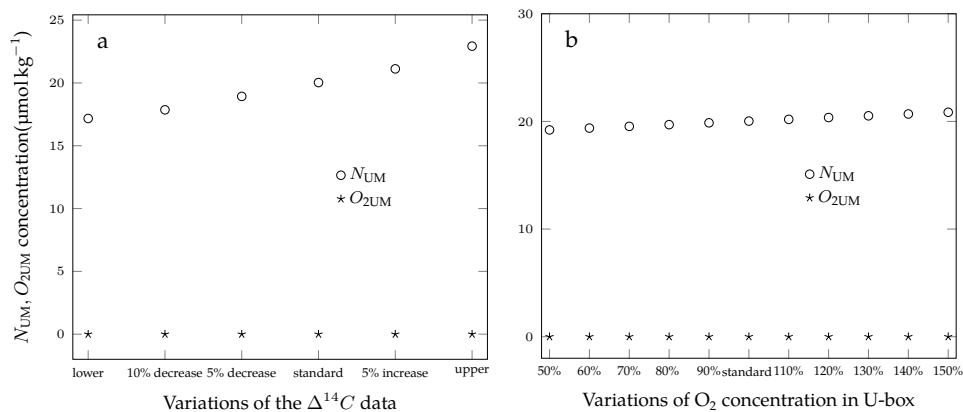 a
N_UM, O_2UM concentration(μmol kg⁻¹)
25
20
15
10
5
0
N_UM
O_2UM
lower 10% decrease 5% decrease standard 5% increase upper
Variations of the Δ¹⁴C data
b
30
20
10
0
N_UM
O_2UM
50% 60% 70% 80% 90% standard 110% 120% 130% 140% 150%
Variations of O₂ concentration in U-box